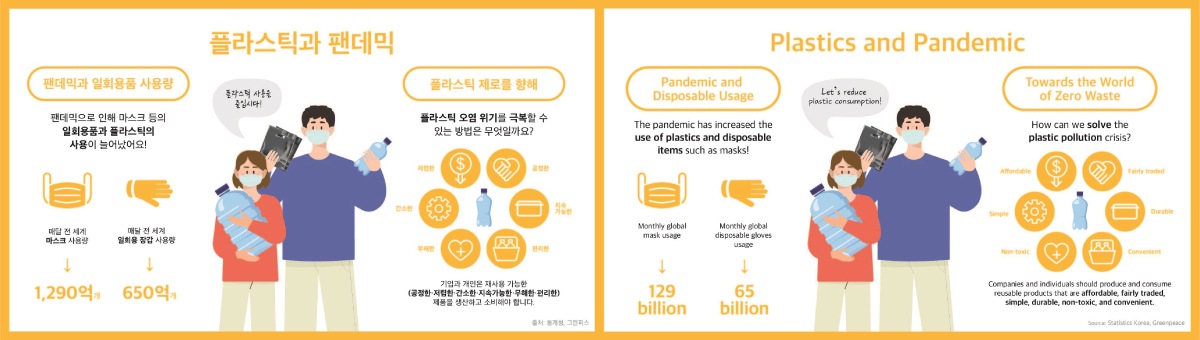 플라스틱과 팬데믹
팬데믹과 일회용품 사용량
팬데믹으로 인해 마스크 등의
일회용품과 플라스틱의
사용이 늘어났어요!
매달 전 세계
마스크 사용량
↓
1,290억개
매달 전 세계
일회용 장갑 사용량
↓
650억개
플라스틱 사용을
줄입시다!
플라스틱 제로를 향해
플라스틱 오염 위기를 극복할 수
있는 방법은 무엇일까요?
저렴한
공정한
간소한
지속
가능한
무해한
편리한
기업과 개인은 재사용 가능한
(공정한·저렴한·간소한·지속가능한·무해한·편리한)
제품을 생산하고 소비해야 합니다.
출처: 통계청, 그린피스
Plastics and Pandemic
Pandemic and
Disposable Usage
The pandemic has increased the
use of plastics and disposable
items such as masks!
Monthly global
mask usage
↓
129
billion
Monthly global
disposable gloves
usage
↓
65
billion
Let's reduce
plastic consumption!
Towards the World
of Zero Waste
How can we solve the
plastic pollution crisis?
Affordable
Fairly traded
Simple
Durable
Non-toxic
Convenient
Companies and individuals should produce and consume
reusable products that are affordable, fairly traded,
simple, durable, non-toxic, and convenient.
Source: Statistics Korea, Greenpeace